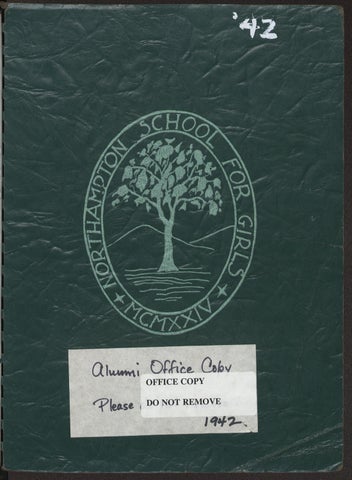 '42
NORTHAMPTON SCHOOL FOR GIRLS
MCMXXIV
Alumni Office Copy
OFFICE COPY
Please
DO NOT REMOVE
1942.